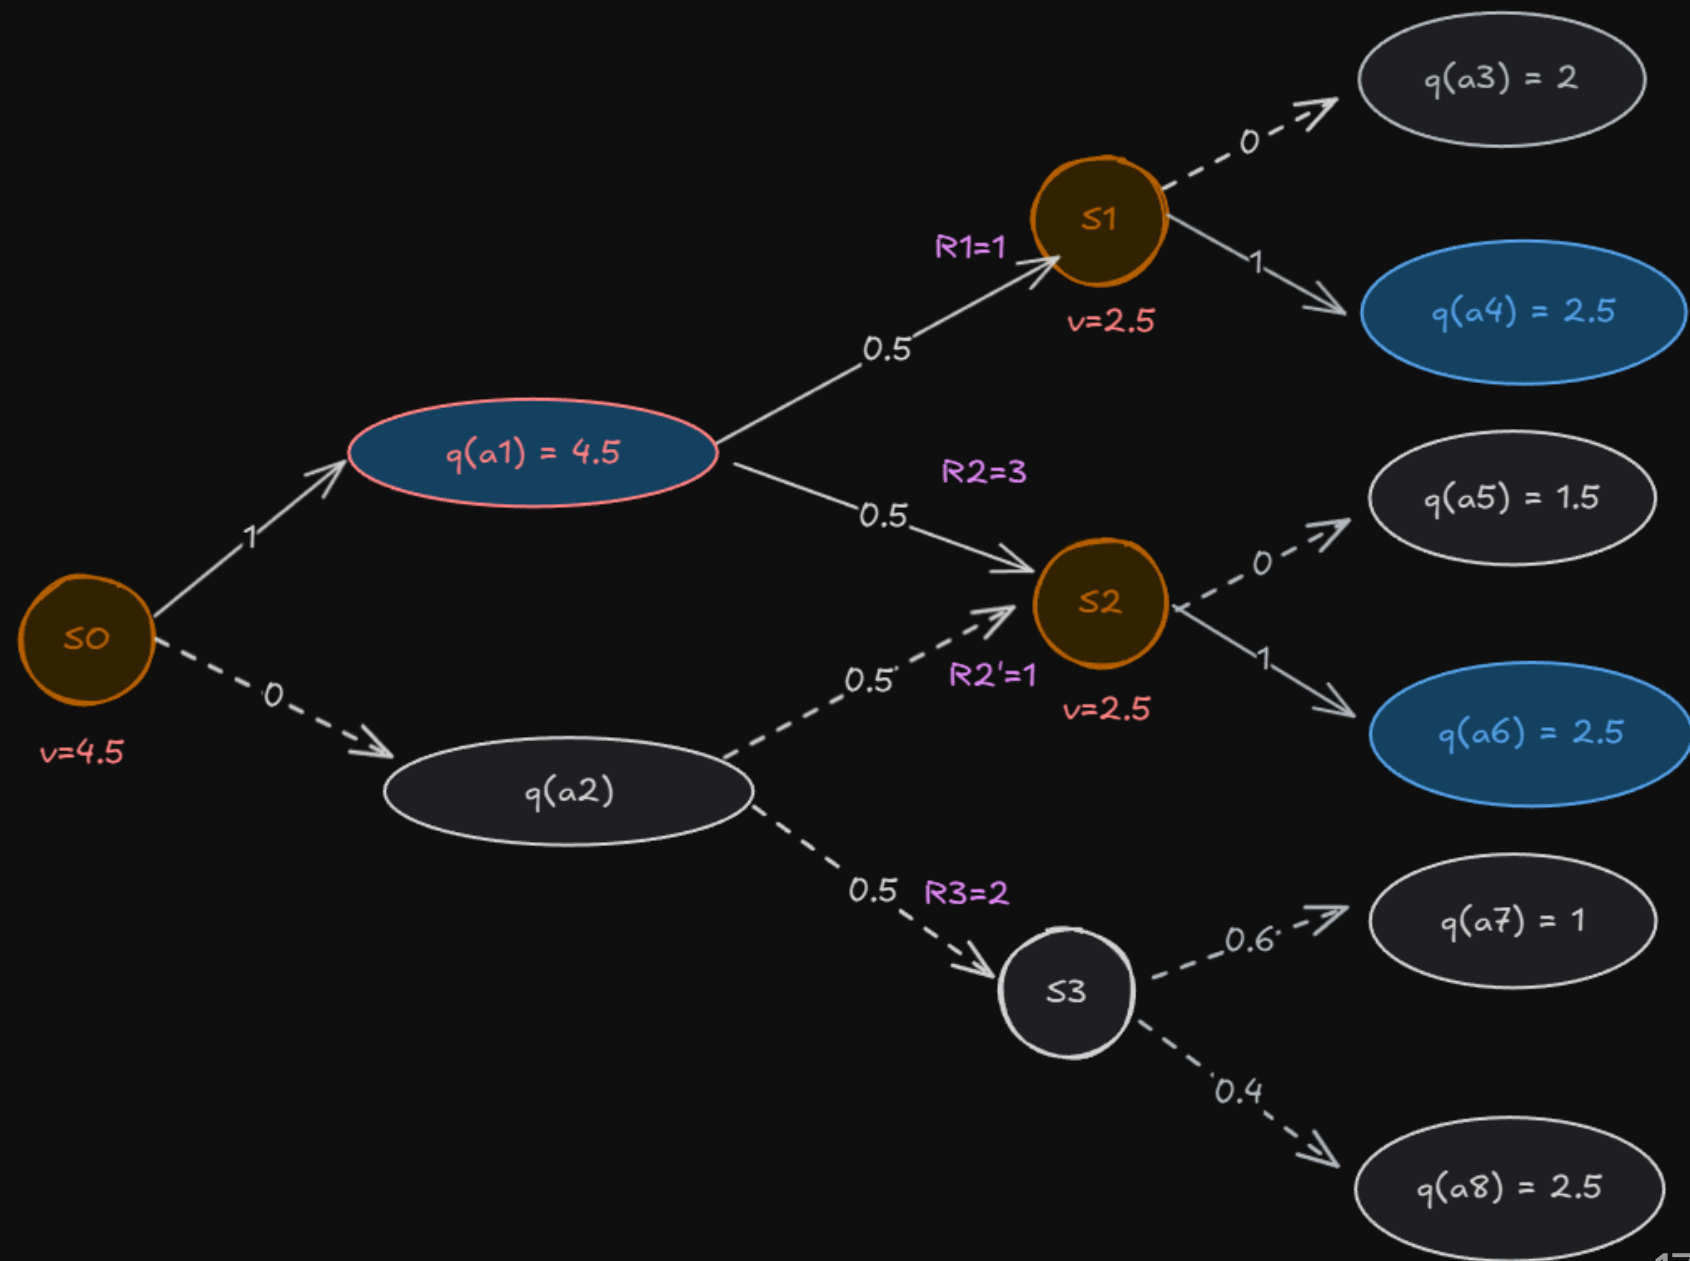 q(a3) = 2
0
S1
R1=1
1
q(a4) = 2.5
v=2.5
0.5
q(a1) = 4.5
R2=3
q(a5) = 1.5
0.5
1
0
S2
S0
0.5
R2'=1
1
v=2.5
q(a6) = 2.5
0
v=4.5
q(a2)
0.5
R3=2
q(a7) = 1
0.6
S3
0.4
q(a8) = 2.5